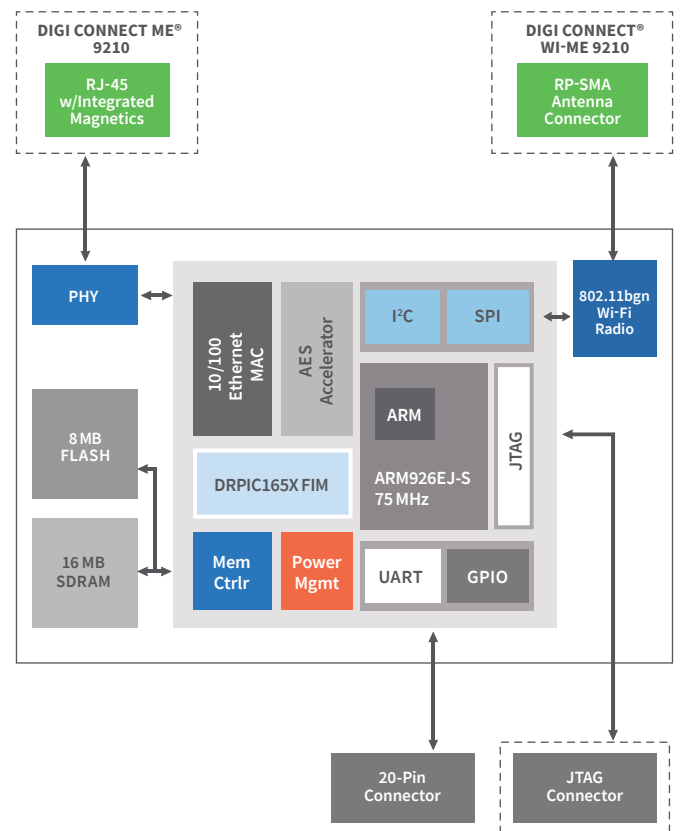 DIGI CONNECT ME®
9210
RJ-45
w/Integrated
Magnetics
DIGI CONNECT®
WI-ME 9210
RP-SMA
Antenna
Connector
PHY
10/100
Ethernet
MAC
AES
Accelerator
I²C
SPI
802.11bgn
Wi-Fi
Radio
8 MB
FLASH
ARM
ARM926EJ-S
75 MHz
JTAG
DRPIC165X FIM
16 MB
SDRAM
Mem
Ctrlr
Power
Mgmt
UART
GPIO
20-Pin
Connector
JTAG
Connector